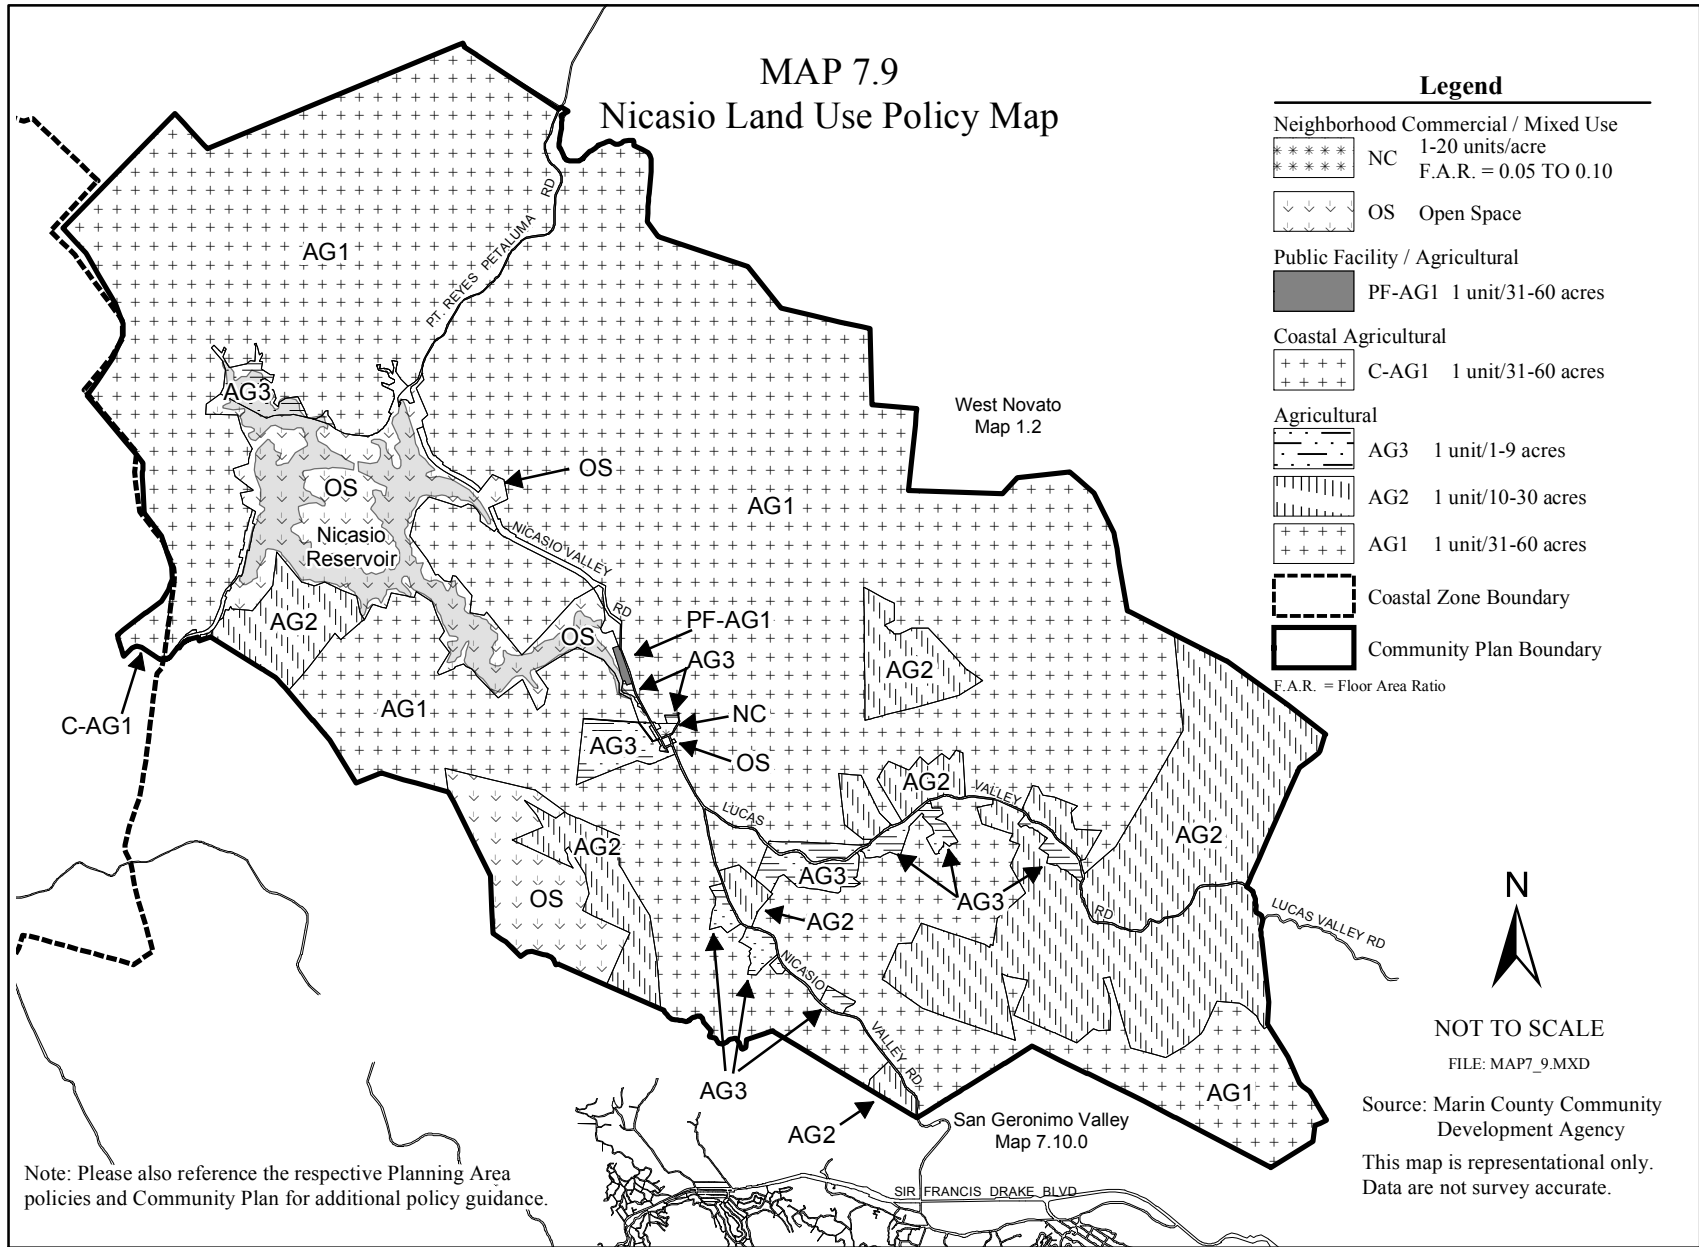 MAP 7.9
Nicasio Land Use Policy Map
Legend
Neighborhood Commercial / Mixed Use
NC 1-20 units/acre
F.A.R. = 0.05 TO 0.10
OS Open Space
Public Facility / Agricultural
PF-AG1 1 unit/31-60 acres
Coastal Agricultural
C-AG1 1 unit/31-60 acres
Agricultural
AG3 1 unit/1-9 acres
AG2 1 unit/10-30 acres
AG1 1 unit/31-60 acres
Coastal Zone Boundary
Community Plan Boundary
F.A.R. = Floor Area Ratio
AG1
PT. REYES PETALUMA RD
AG3
West Novato
Map 1.2
OS
OS
AG1
Nicasio
Reservoir
NICASIO VALLEY
RD
AG2
OS
PF-AG1
AG3
AG2
C-AG1
AG1
NC
AG3
OS
AG2
VALLEY
LUCAS
AG2
AG2
AG3
OS
AG3
AG2
RD
LUCAS VALLEY RD
NICASIO
VALLEY RD.
AG3
AG1
AG2
San Geronimo Valley
Map 7.10.0
SIR FRANCIS DRAKE BLVD
N
NOT TO SCALE
FILE: MAP7_9.MXD
Source: Marin County Community
Development Agency
This map is representational only.
Data are not survey accurate.
Note: Please also reference the respective Planning Area
policies and Community Plan for additional policy guidance.